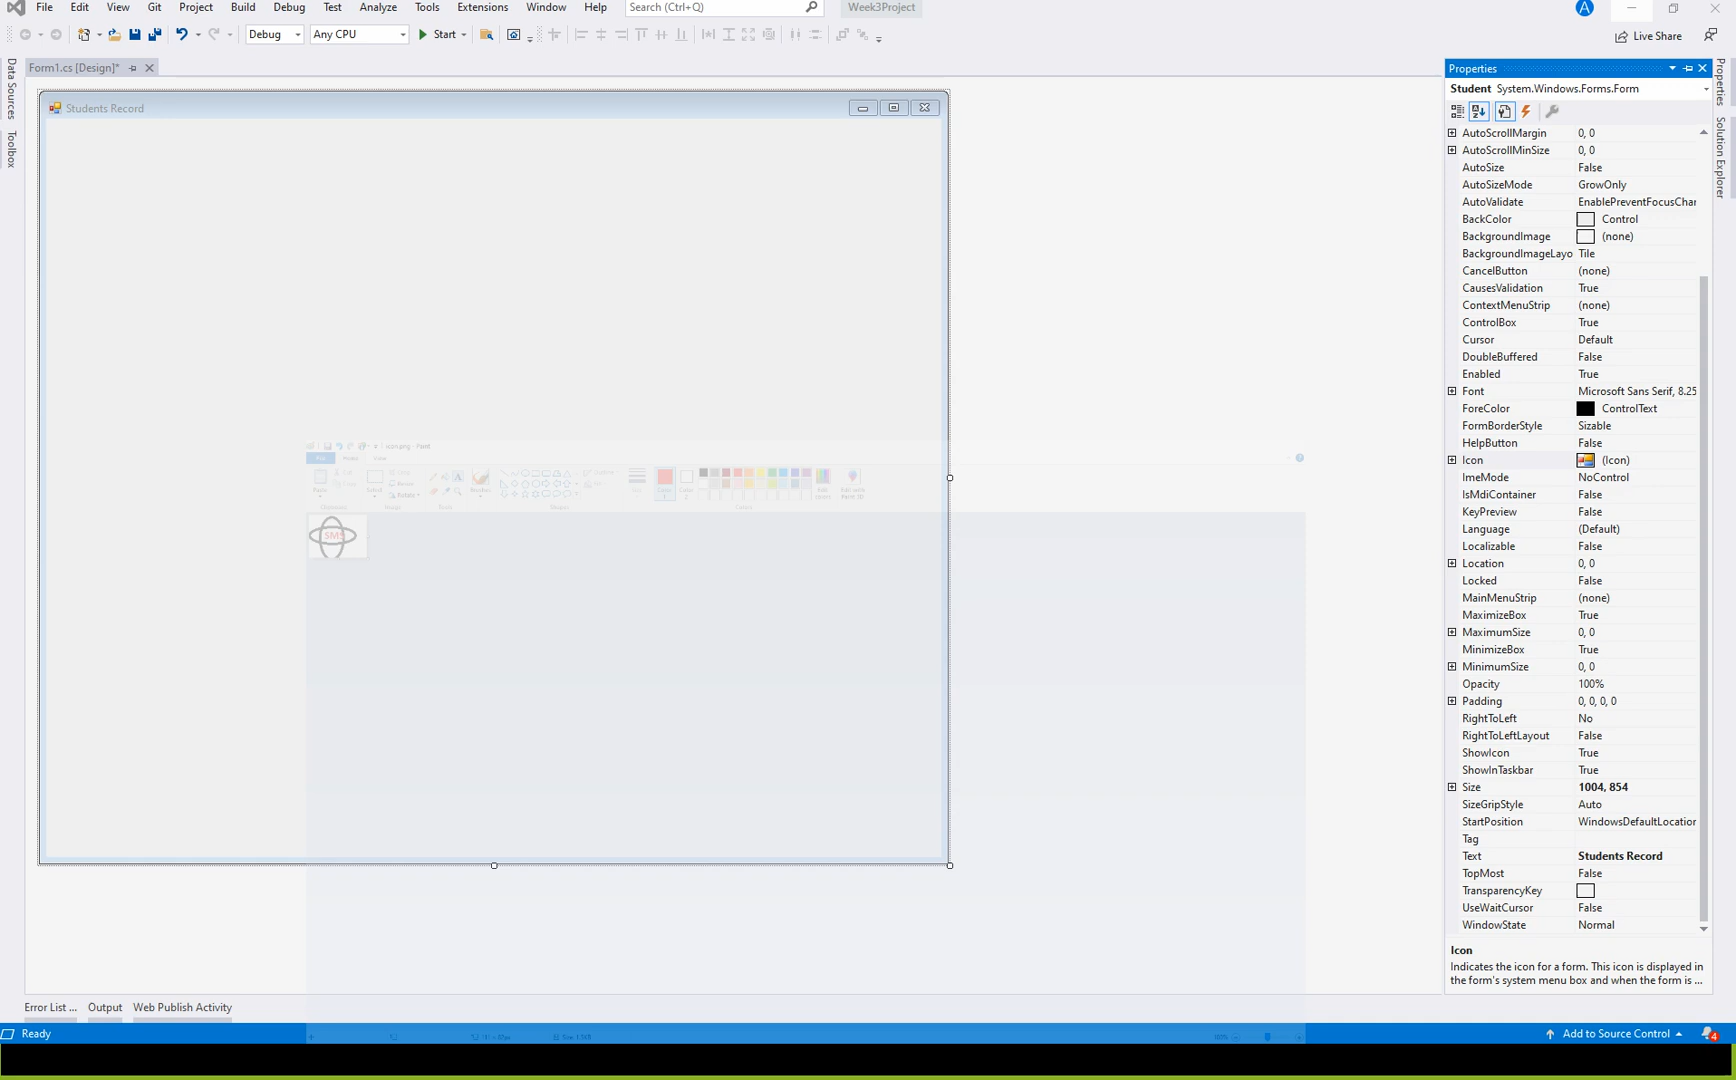 File Edit View Git Project Build Debug Test Analyze Tools Extensions Window Help Search (Ctrl+Q) Week3Project A
Debug Any CPU Start Live Share
Form1.cs [Design]*
Data Sources
Toolbox
Students Record
SMS
Properties
Student System.Windows.Forms.Form
AutoScrollMargin 0, 0
AutoScrollMinSize 0, 0
AutoSize False
AutoSizeMode GrowOnly
AutoValidate EnablePreventFocusChar
BackColor Control
BackgroundImage (none)
BackgroundImageLayo Tile
CancelButton (none)
CausesValidation True
ContextMenuStrip (none)
ControlBox True
Cursor Default
DoubleBuffered False
Enabled True
Font Microsoft Sans Serif, 8.25
ForeColor ControlText
FormBorderStyle Sizable
HelpButton False
Icon (Icon)
ImeMode NoControl
IsMdiContainer False
KeyPreview False
Language (Default)
Localizable False
Location 0, 0
Locked False
MainMenuStrip (none)
MaximizeBox True
MaximumSize 0, 0
MinimizeBox True
MinimumSize 0, 0
Opacity 100%
Padding 0, 0, 0, 0
RightToLeft No
RightToLeftLayout False
ShowIcon True
ShowInTaskbar True
Size 1004, 854
SizeGripStyle Auto
StartPosition WindowsDefaultLocation
Tag
Text Students Record
TopMost False
TransparencyKey
UseWaitCursor False
WindowState Normal
Icon
Indicates the icon for a form. This icon is displayed in
the form's system menu box and when the form is ...
Properties
Solution Explorer
Error List ... Output Web Publish Activity
Ready Add to Source Control 4